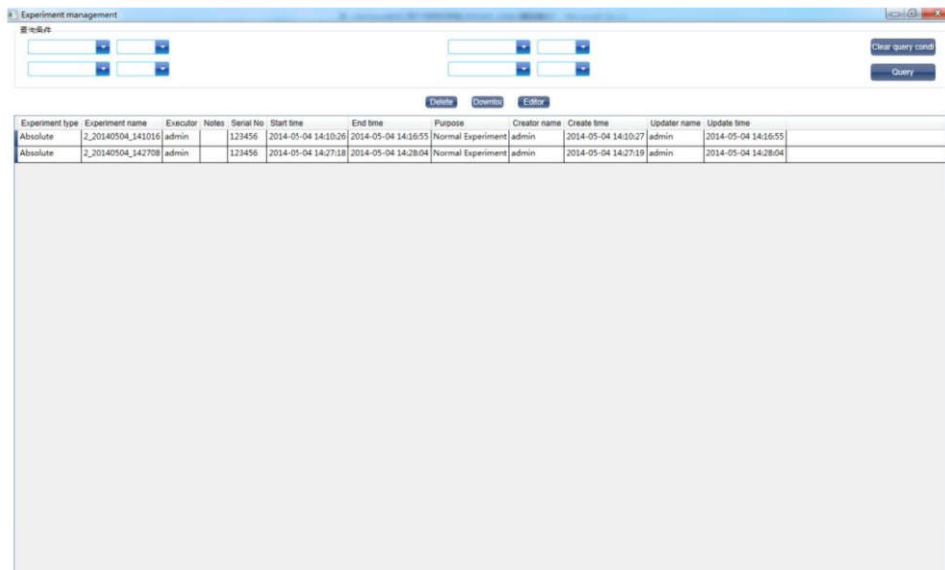 Experiment management
查询条件
Clear query condi
Query
Delete Downloa Editor
Experiment type Experiment name Executor Notes Serial No Start time End time Purpose Creator name Create time Updater name Update time
Absolute 2_20140504_141016 admin 123456 2014-05-04 14:10:26 2014-05-04 14:16:55 Normal Experiment admin 2014-05-04 14:10:27 admin 2014-05-04 14:16:55
Absolute 2_20140504_142708 admin 123456 2014-05-04 14:27:18 2014-05-04 14:28:04 Normal Experiment admin 2014-05-04 14:27:19 admin 2014-05-04 14:28:04